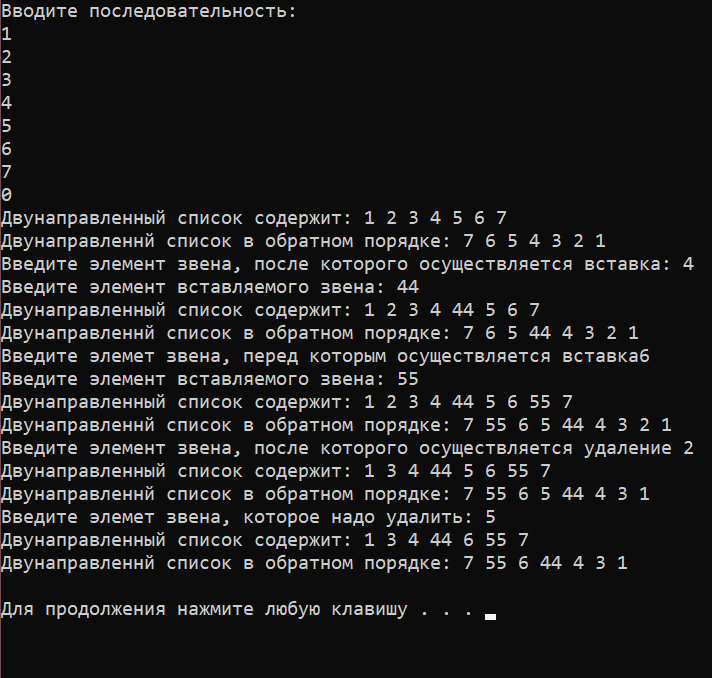 Вводите последовательность:
1
2
3
4
5
6
7
0
Двунаправленный список содержит: 1 2 3 4 5 6 7
Двунаправленнй список в обратном порядке: 7 6 5 4 3 2 1
Введите элемент звена, после которого осуществляется вставка: 4
Введите элемент вставляемого звена: 44
Двунаправленный список содержит: 1 2 3 4 44 5 6 7
Двунаправленнй список в обратном порядке: 7 6 5 44 4 3 2 1
Введите элемет звена, перед которым осуществляется вставка6
Введите элемент вставляемого звена: 55
Двунаправленный список содержит: 1 2 3 4 44 5 6 55 7
Двунаправленнй список в обратном порядке: 7 55 6 5 44 4 3 2 1
Введите элемент звена, после которого осуществляется удаление 2
Двунаправленный список содержит: 1 3 4 44 5 6 55 7
Двунаправленнй список в обратном порядке: 7 55 6 5 44 4 3 1
Введите элемет звена, которое надо удалить: 5
Двунаправленный список содержит: 1 3 4 44 6 55 7
Двунаправленнй список в обратном порядке: 7 55 6 44 4 3 1
Для продолжения нажмите любую клавишу . . .